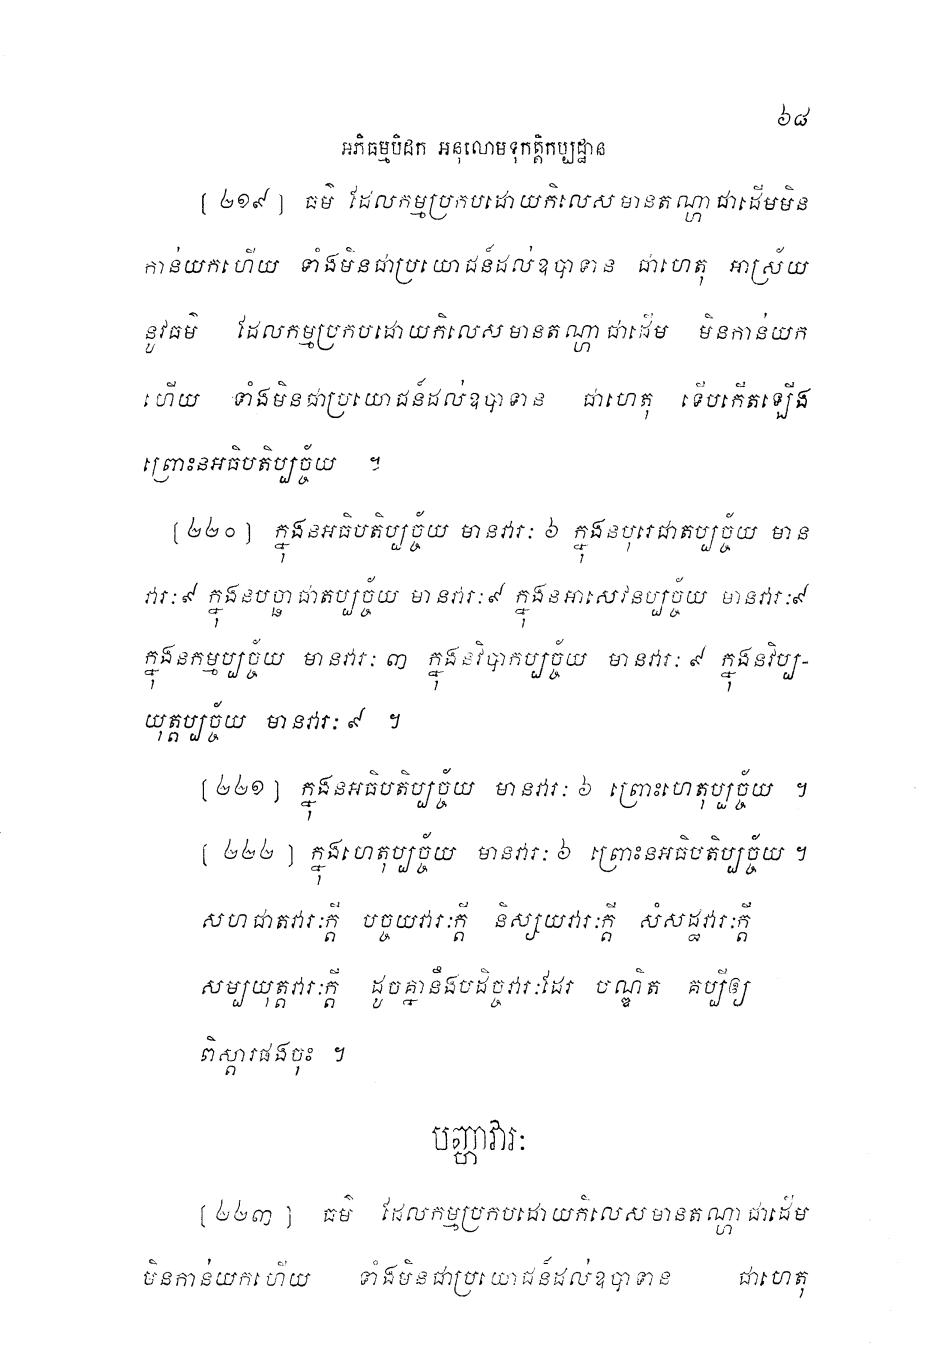 ៦៨
អភិធម្មបិដក អនុលោមទុកត្តិកប្បដ្ឋាន
[២១៩] ធម៌ ដែលកម្មប្រកបដោយកិលេសមានតណ្ហាជាដើមមិន
កាន់យកហើយ ទាំងមិនជាប្រយោជន៍ដល់ឧបាទាន ជាហេតុ អាស្រ័យ
នូវធម៌ ដែលកម្មប្រកបដោយកិលេសមានតណ្ហាជាដើម មិនកាន់យក
ហើយ ទាំងមិនជាប្រយោជន៍ដល់ឧបាទាន ជាហេតុ ទើបកើតឡើង
ព្រោះនអធិបតិប្បច្ច័យ ។
[២២០] ក្នុងនអធិបតិប្បច្ច័យ មានវារៈ ៦ ក្នុងនបុរេជាតប្បច្ច័យ មាន
វារៈ ៩ ក្នុងនបច្ឆាជាតប្បច្ច័យ មានវារៈ ៩ ក្នុងនអាសេវនប្បច្ច័យ មានវារៈ ៩
ក្នុងនកម្មប្បច្ច័យ មានវារៈ ៣ ក្នុងនវិបាកប្បច្ច័យ មានវារៈ ៩ ក្នុងនវិប្ប-
យុត្តប្បច្ច័យ មានវារៈ ៩ ។
[២២១] ក្នុងនអធិបតិប្បច្ច័យ មានវារៈ ៦ ព្រោះហេតុប្បច្ច័យ ។
[២២២] ក្នុងហេតុប្បច្ច័យ មានវារៈ ៦ ព្រោះនអធិបតិប្បច្ច័យ ។
សហជាតវារៈក្តី បច្ចយវារៈក្តី និស្សយវារៈក្តី សំសដ្ឋវារៈក្តី
សម្បយុត្តវារៈក្តី ដូចគ្នានឹងបដិច្ចវារៈដែរ បណ្ឌិត គប្បីឲ្យ
ពិស្តារផងចុះ ។
បញ្ហាវារៈ
[២២៣] ធម៌ ដែលកម្មប្រកបដោយកិលេសមានតណ្ហាជាដើម
មិនកាន់យកហើយ ទាំងមិនជាប្រយោជន៍ដល់ឧបាទាន ជាហេតុ